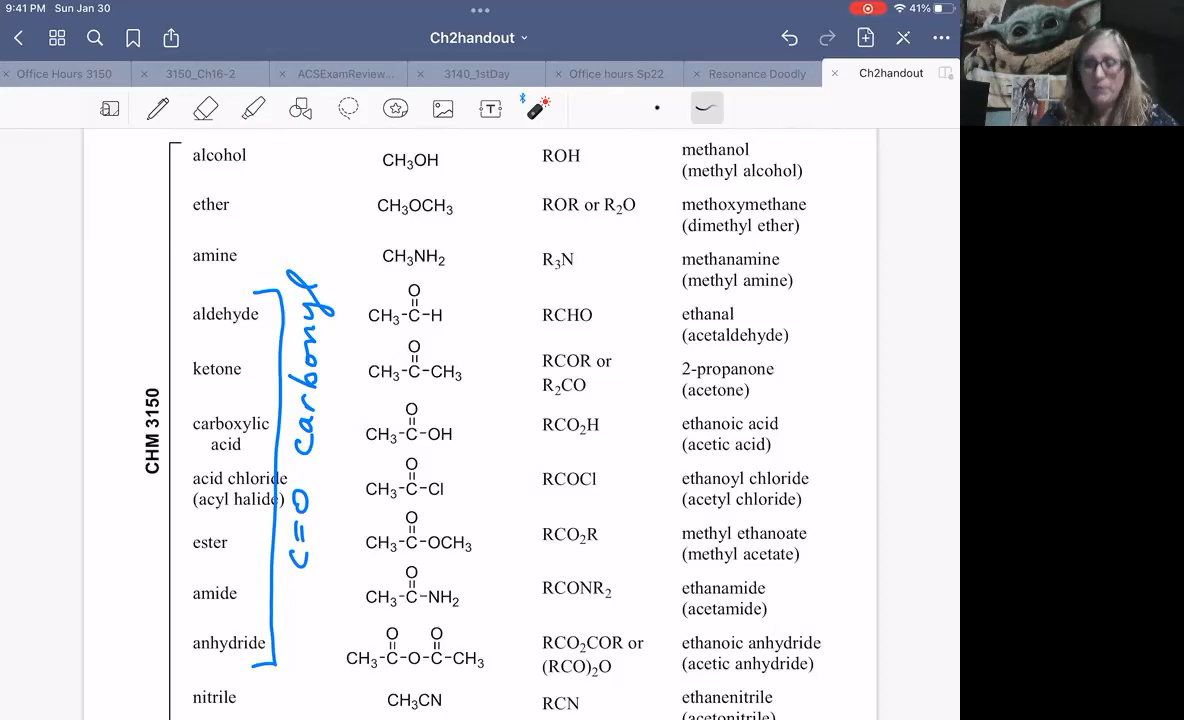 9:41 PM Sun Jan 30
41%
Ch2handout
Office Hours 3150
3150_Ch16-2
ACSExamReview...
3140_1stDay
Office hours Sp22
Resonance Doodly
Ch2handout
CHM 3150
alcohol CH₃OH ROH methanol
(methyl alcohol)
ether CH₃OCH₃ ROR or R₂O methoxymethane
(dimethyl ether)
amine CH₃NH₂ R₃N methanamine
(methyl amine)
O
aldehyde CH₃-C-H RCHO ethanal
(acetaldehyde)
O
ketone CH₃-C-CH₃ RCOR or 2-propanone
R₂CO (acetone)
O
carboxylic CH₃-C-OH RCO₂H ethanoic acid
acid (acetic acid)
O
acid chloride CH₃-C-Cl RCOCl ethanoyl chloride
(acyl halide) (acetyl chloride)
O
ester CH₃-C-OCH₃ RCO₂R methyl ethanoate
(methyl acetate)
O
amide CH₃-C-NH₂ RCONR₂ ethanamide
(acetamide)
O O
anhydride CH₃-C-O-C-CH₃ RCO₂COR or ethanoic anhydride
(RCO)₂O (acetic anhydride)
nitrile CH₃CN RCN ethanenitrile
(acetonitrile)
C=O carbonyl